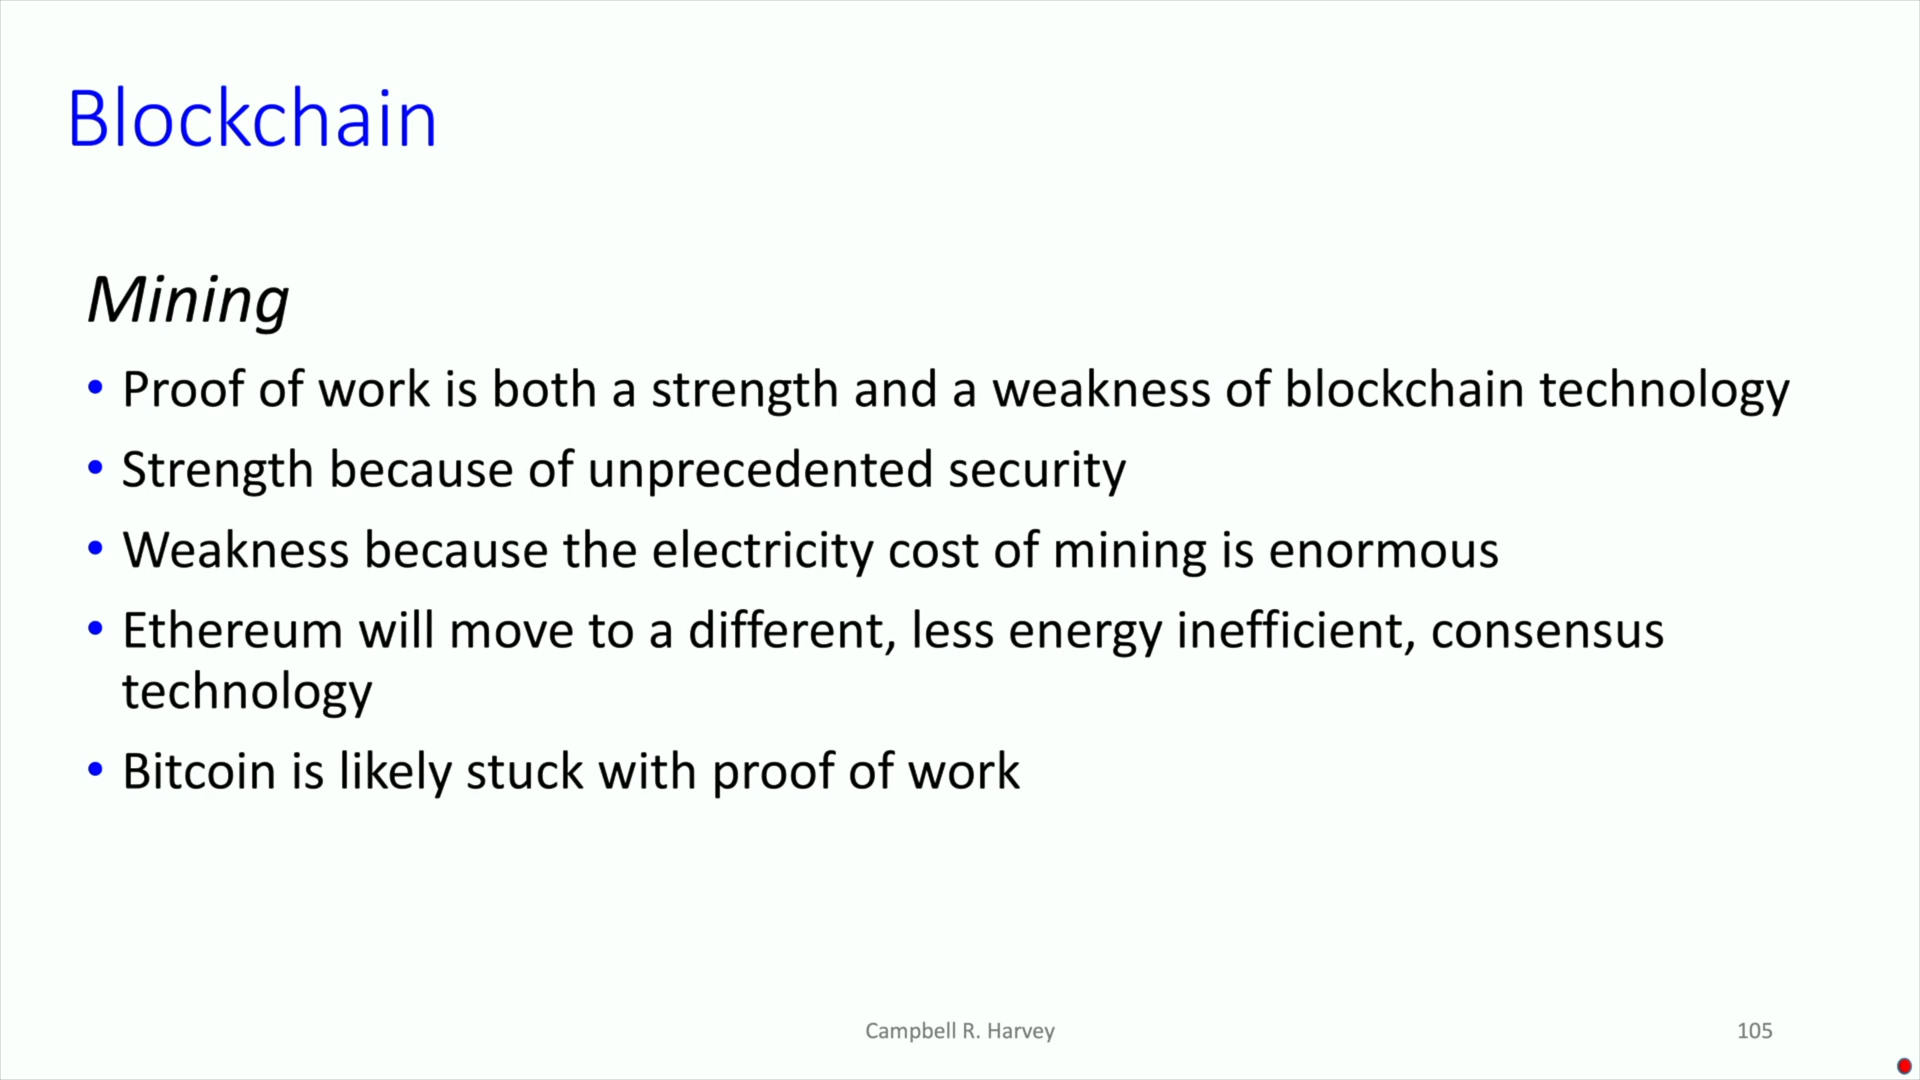 Blockchain
Mining
• Proof of work is both a strength and a weakness of blockchain technology
• Strength because of unprecedented security
• Weakness because the electricity cost of mining is enormous
• Ethereum will move to a different, less energy inefficient, consensus
technology
• Bitcoin is likely stuck with proof of work
Campbell R. Harvey
105